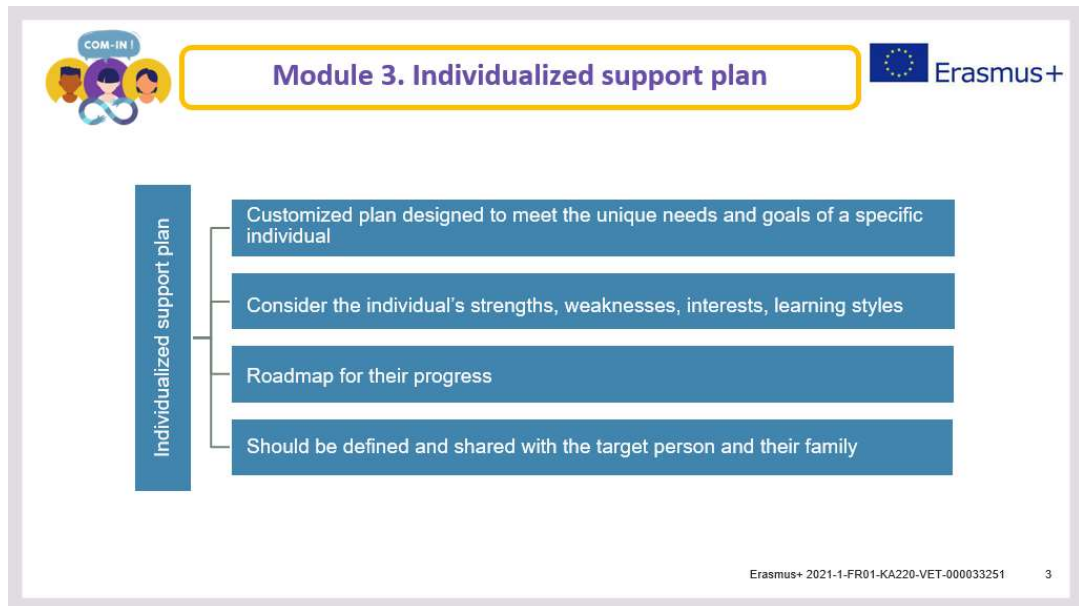 COM-IN !
Module 3. Individualized support plan
Erasmus+
Individualized support plan
Customized plan designed to meet the unique needs and goals of a specific
individual
Consider the individual's strengths, weaknesses, interests, learning styles
Roadmap for their progress
Should be defined and shared with the target person and their family
Erasmus+ 2021-1-FR01-KA220-VET-000033251
3